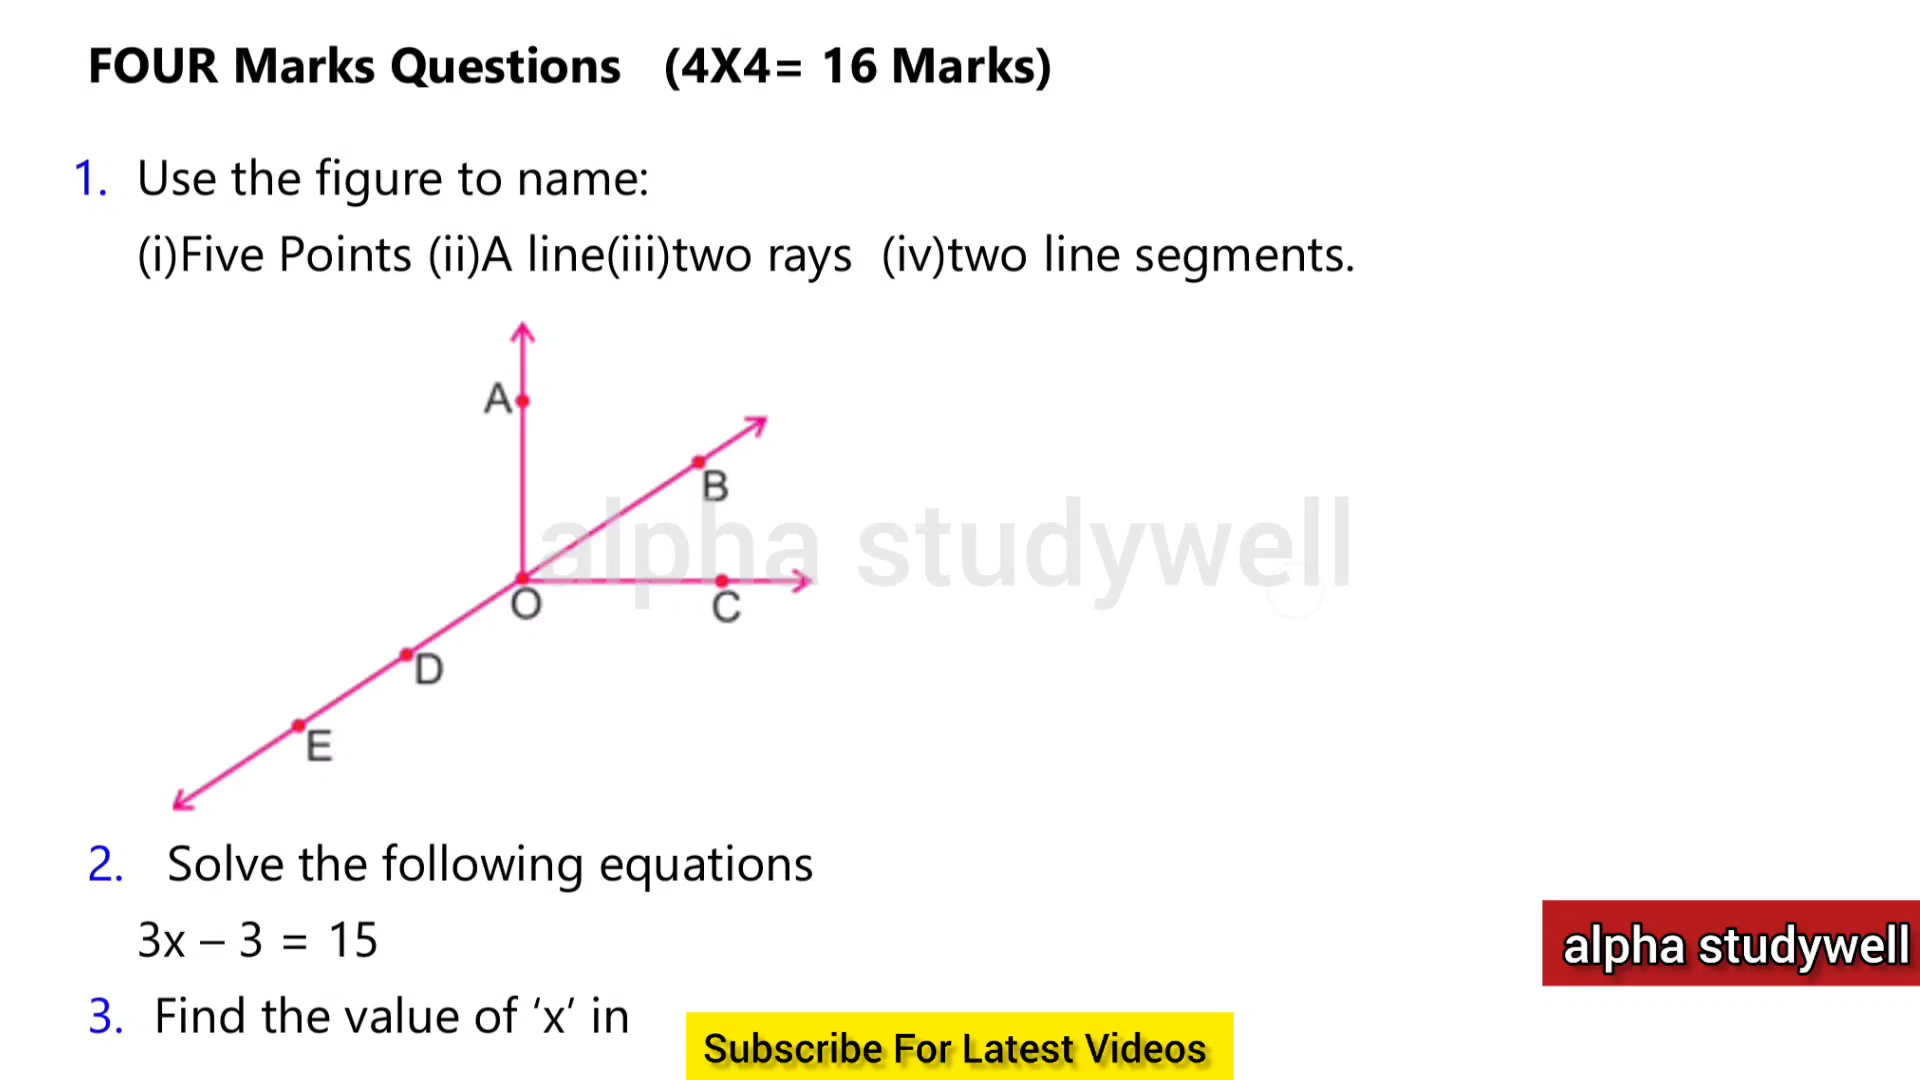 FOUR Marks Questions (4X4= 16 Marks)
1. Use the figure to name:
(i)Five Points (ii)A line(iii)two rays (iv)two line segments.
A
B
alpha studywell
O
C
D
E
2. Solve the following equations
3x – 3 = 15
alpha studywell
3. Find the value of ‘x’ in
Subscribe For Latest Videos